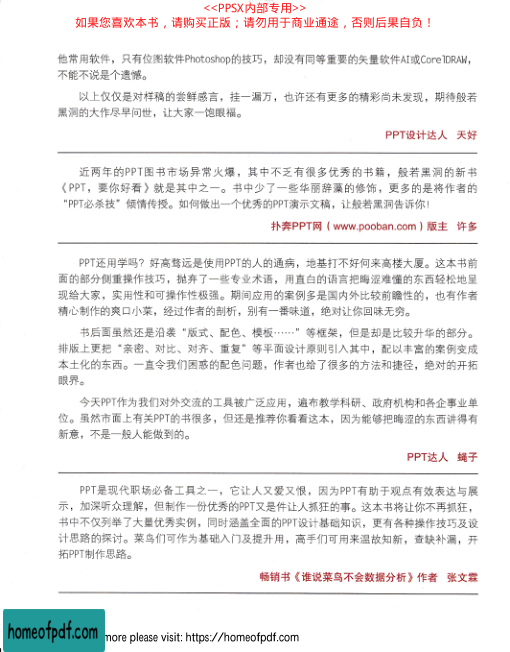 <<PPSX内部专用>>
如果您喜欢本书，请购买正版；请勿用于商业通途，否则后果自负！
他常用软件，只有位图软件Photoshop的技巧，却没有同等重要的矢量软件AI或CorelDRAW，
不能不说是个遗憾。
以上仅仅是对样稿的尝鲜感言，挂一漏万，也许还有更多的精彩尚未发现，期待般若
黑洞的大作尽早问世，让大家一饱眼福。
PPT设计达人 天好
近两年的PPT图书市场异常火爆，其中不乏有很多优秀的书籍，般若黑洞的新书
《PPT，要你好看》就是其中之一。书中少了一些华丽辞藻的修饰，更多的是将作者的
“PPT必杀技”倾情传授。如何做出一个优秀的PPT演示文稿，让般若黑洞告诉你！
扑奔PPT网（www.pooban.com）版主 许多
PPT还用学吗？好高骛远是使用PPT的人的通病，地基打不好何来高楼大厦。这本书前
面的部分侧重操作技巧，抛弃了一些专业术语，用直白的语言把晦涩难懂的东西轻松地呈
现给大家，实用性和可操作性极强。期间应用的案例多是国内外比较前瞻性的，也有作者
精心制作的爽口小菜，经过作者的剖析，别有一番味道，绝对让你回味无穷。
书后面虽然还是沿袭“版式、配色、模板……”等框架，但是却是比较升华的部分。
排版上更把“亲密、对比、对齐、重复”等平面设计原则引入其中，配以丰富的案例变成
本土化的东西。一直令我们困惑的配色问题，作者也给了很多的方法和捷径，绝对的开拓
眼界。
今天PPT作为我们对外交流的工具被广泛应用，遍布教学科研、政府机构和各企事业单
位。虽然市面上有关PPT的书很多，但还是推荐你看看这本，因为能够把晦涩的东西讲得有
新意，不是一般人能做到的。
PPT达人 蝇子
PPT是现代职场必备工具之一，它让人又爱又恨，因为PPT有助于观点有效表达与展
示，加深听众理解，但制作一份优秀的PPT又是件让人抓狂的事。这本书将让你不再抓狂，
书中不仅列举了大量优秀实例，同时涵盖全面的PPT设计基础知识，更有各种操作技巧及设
计思路的探讨。菜鸟们可作为基础入门及提升用，高手们可用来温故知新，查缺补漏，开
拓PPT制作思路。
畅销书《谁说菜鸟不会数据分析》作者 张文霖
homeofpdf.com
more please visit: https://homeofpdf.com